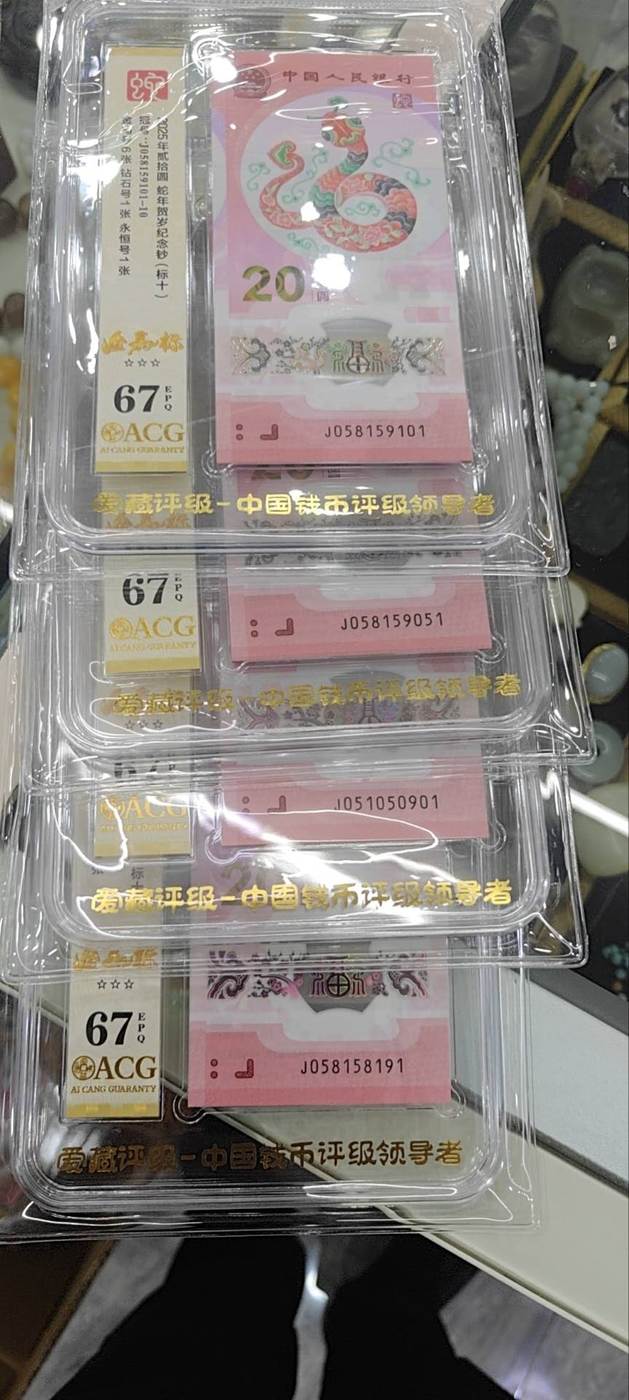 中国人民银行
2025年贰拾圆 蛇年贺岁纪念钞（标十）
冠号:J058159101-10
20
圆
☆☆☆
67
EPQ
ACG
AI CANG GUARANTY
J058159101
爱藏评级-中国钱币评级领导者
67
EPQ
ACG
AI CANG GUARANTY
J058159051
爱藏评级-中国钱币评级领导者
☆☆☆
67
ACG
J051050901
爱藏评级-中国钱币评级领导者
☆☆☆
67
EPQ
ACG
AI CANG GUARANTY
J058158191
爱藏评级-中国钱币评级领导者